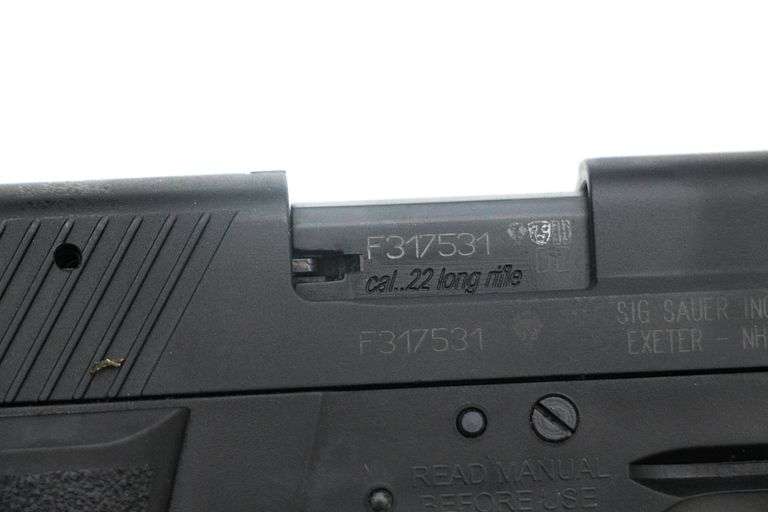 F317531
cal..22 long rifle
F317531
SIG SAUER INC
EXETER - NH
READ MANUAL
BEFORE USE